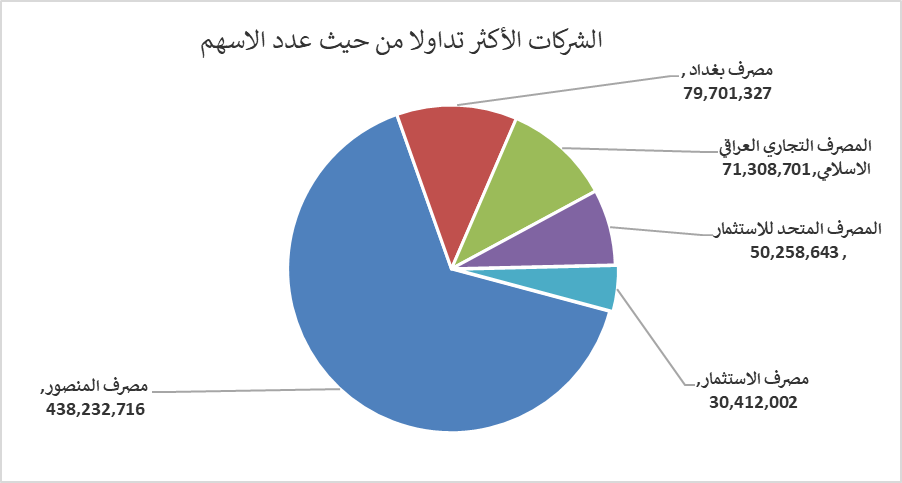 الشركات الأكثر تداولا من حيث عدد الاسهم
مصرف بغداد ,
79,701,327
المصرف التجاري العراقي
الاسلامي, 71,308,701
المصرف المتحد للاستثمار
, 50,258,643
مصرف الاستثمار,
30,412,002
مصرف المنصور,
438,232,716